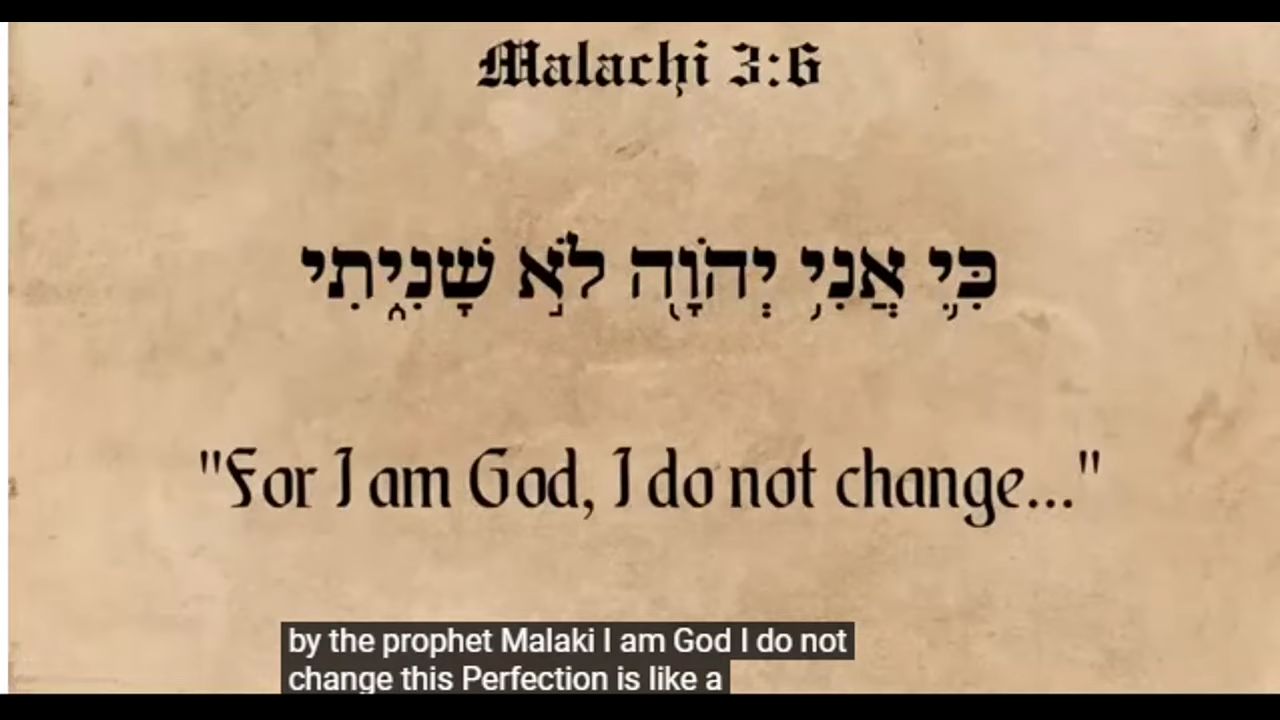 Malachi 3:6
כִּ֛י אֲנִ֥י יְהֹוָ֖ה לֹ֣א שָׁנִ֑יתִי
"For I am God, I do not change..."
by the prophet Malaki I am God I do not
change this Perfection is like a